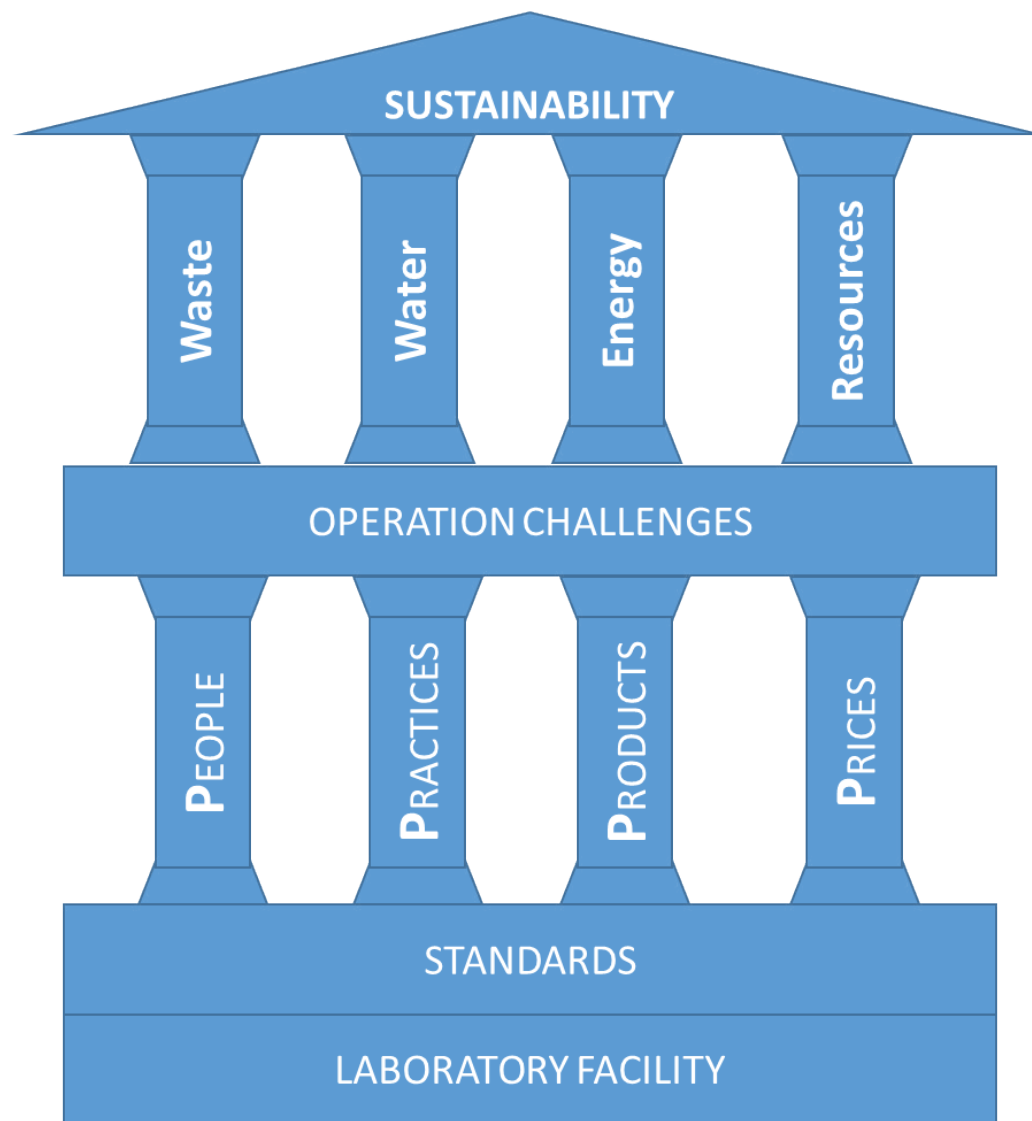 SUSTAINABILITY
Waste
Water
Energy
Resources
OPERATION CHALLENGES
PEOPLE
PRACTICES
PRODUCTS
PRICES
STANDARDS
LABORATORY FACILITY